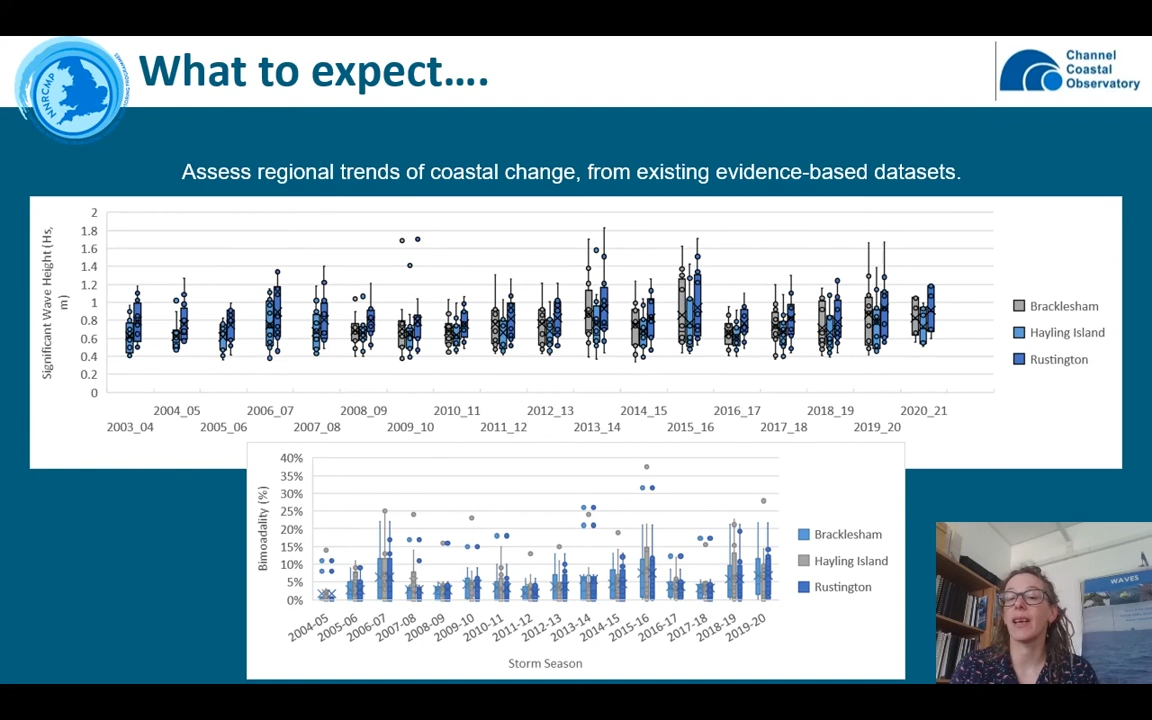 What to expect....
NNRCMP
Channel
Coastal
Observatory
Assess regional trends of coastal change, from existing evidence-based datasets.
Significant Wave Height (Hs,
m)
2
1.8
1.6
1.4
1.2
1
0.8
0.6
0.4
0.2
0
2004_05 2006_07 2008_09 2010_11 2012_13 2014_15 2016_17 2018_19 2020_21
2003_04 2005_06 2007_08 2009_10 2011_12 2013_14 2015_16 2017_18 2019_20
Bracklesham
Hayling Island
Rustington
Bimoadality (%)
40%
35%
30%
25%
20%
15%
10%
5%
0%
2004-05 2005-06 2006-07 2007-08 2008-09 2009-10 2010-11 2011-12 2012-13 2013-14 2014-15 2015-16 2016-17 2017-18 2018-19 2019-20
Storm Season
Bracklesham
Hayling Island
Rustington
WAVES